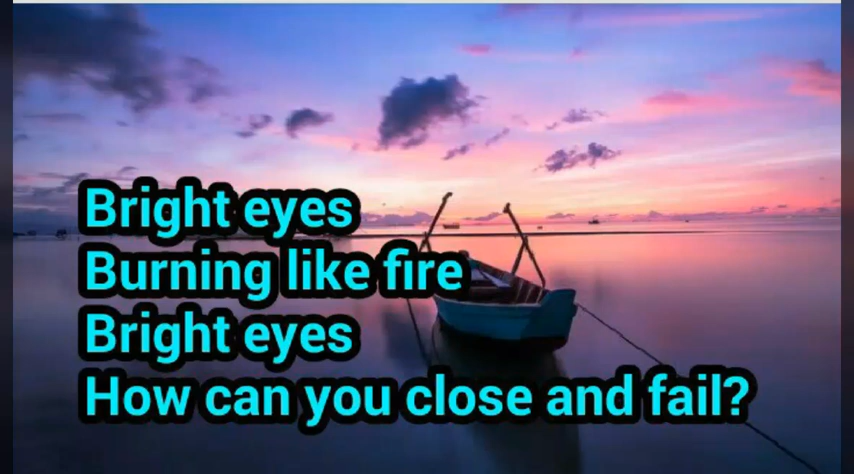 Bright eyes
Burning like fire
Bright eyes
How can you close and fail?